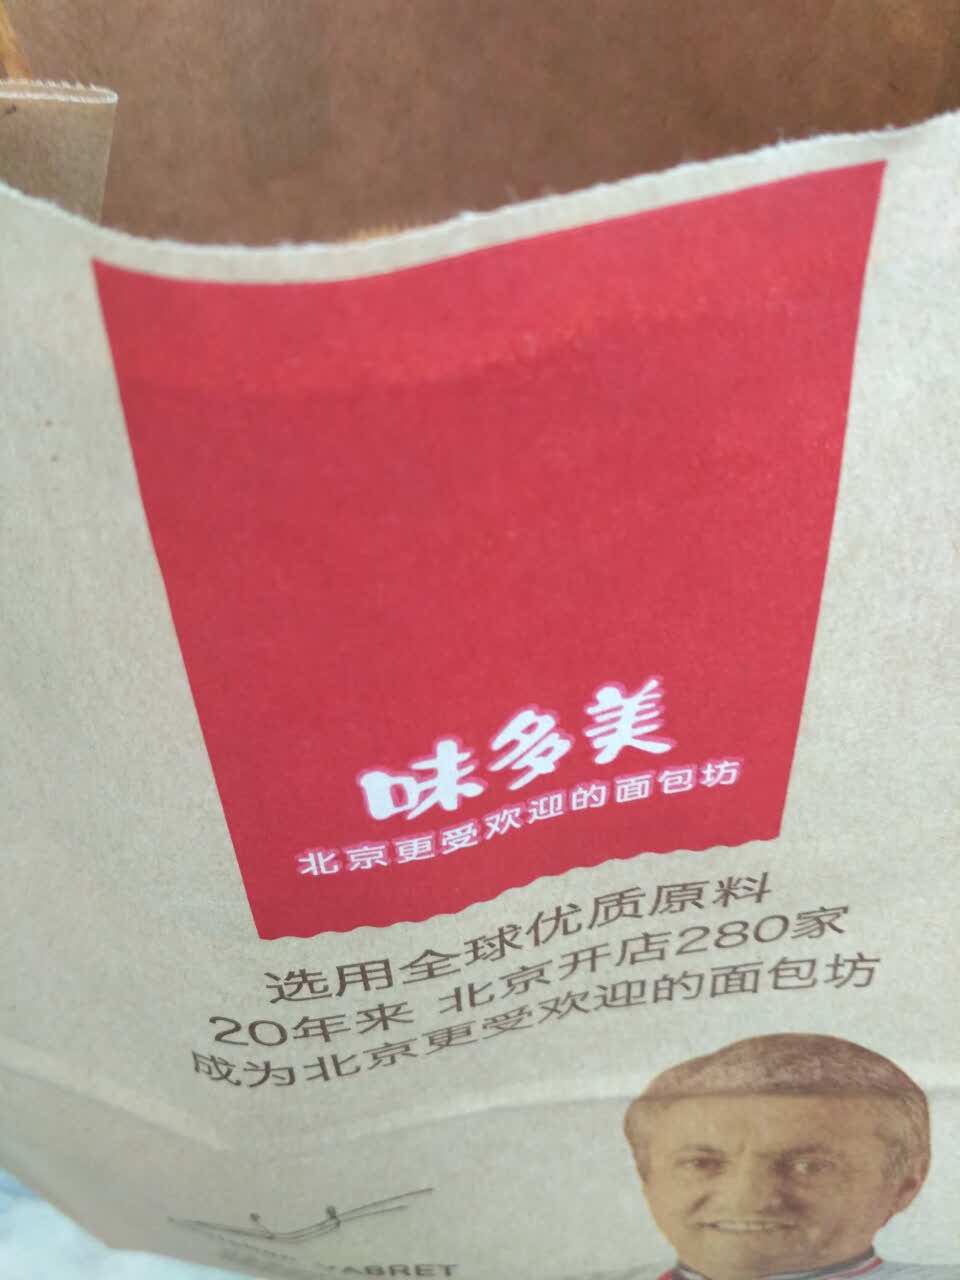 味多美
北京更受欢迎的面包坊
选用全球优质原料
20年来 北京开店280家
成为北京更受欢迎的面包坊